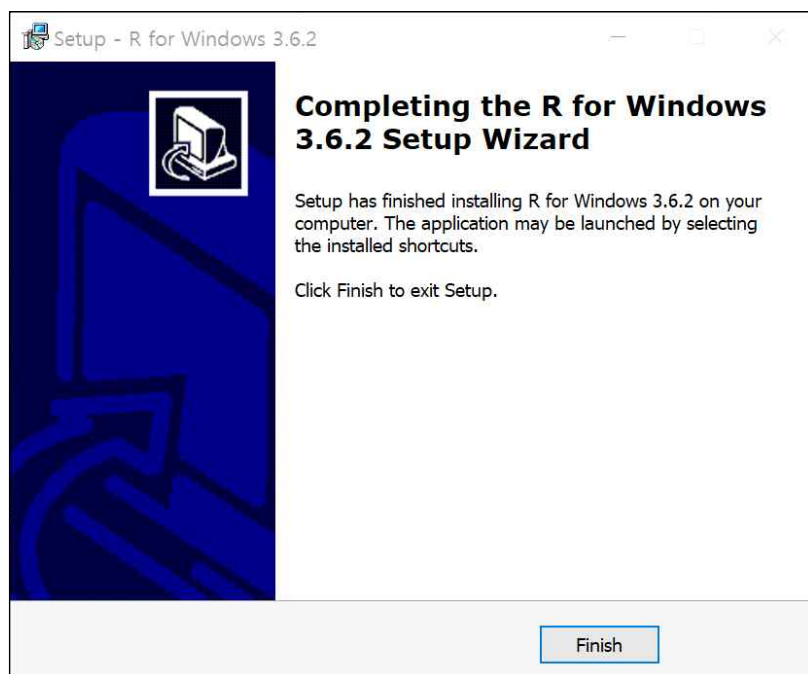 Setup - R for Windows 3.6.2
Completing the R for Windows
3.6.2 Setup Wizard
Setup has finished installing R for Windows 3.6.2 on your
computer. The application may be launched by selecting
the installed shortcuts.
Click Finish to exit Setup.
Finish